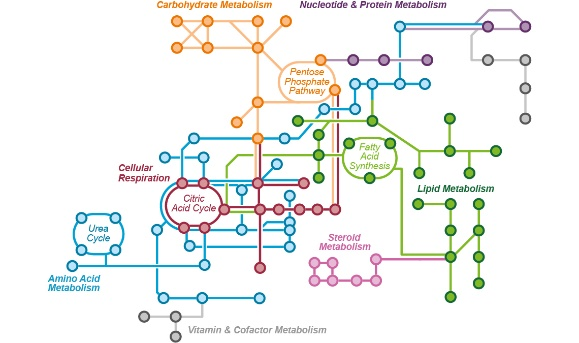 Carbohydrate Metabolism
Nucleotide & Protein Metabolism
Pentose
Phosphate
Pathway
Fatty
Acid
Synthesis
Cellular
Respiration
Lipid Metabolism
Citric
Acid Cycle
Urea
Cycle
Steroid
Metabolism
Amino Acid
Metabolism
Vitamin & Cofactor Metabolism